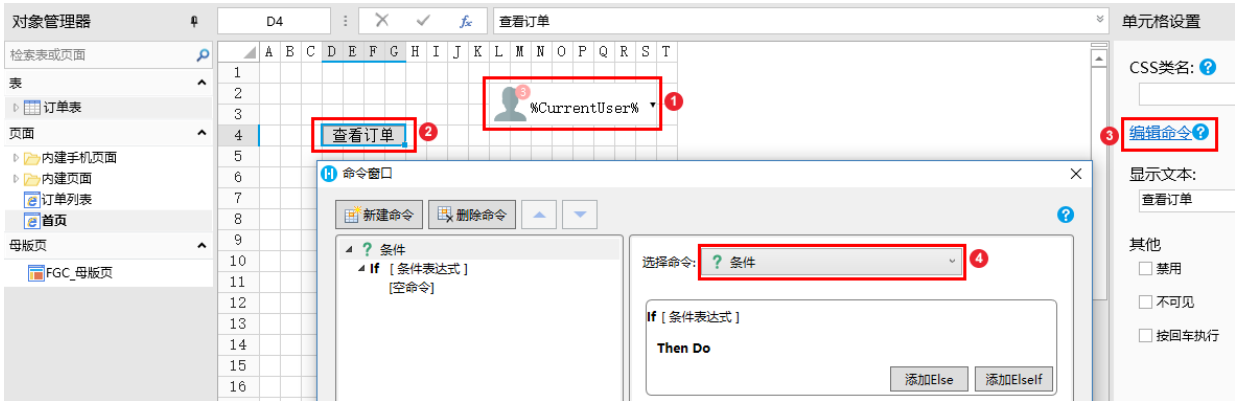 对象管理器
D4
fx
查看订单
单元格设置
检索表或页面
表
订单表
页面
内建手机页面
内建页面
订单列表
首页
母版页
FGC_母版页
A B C D E F G H I J K L M N O P Q R S T
1
2
3
4
5
6
7
8
9
10
11
12
13
14
15
16
3
%CurrentUser%
1
查看订单
2
命令窗口
新建命令
删除命令
?
? 条件
If [ 条件表达式 ]
[空命令]
选择命令:
? 条件
4
If [ 条件表达式 ]
Then Do
添加Else
添加ElseIf
CSS类名: ?
3
编辑命令?
显示文本:
查看订单
其他
禁用
不可见
按回车执行